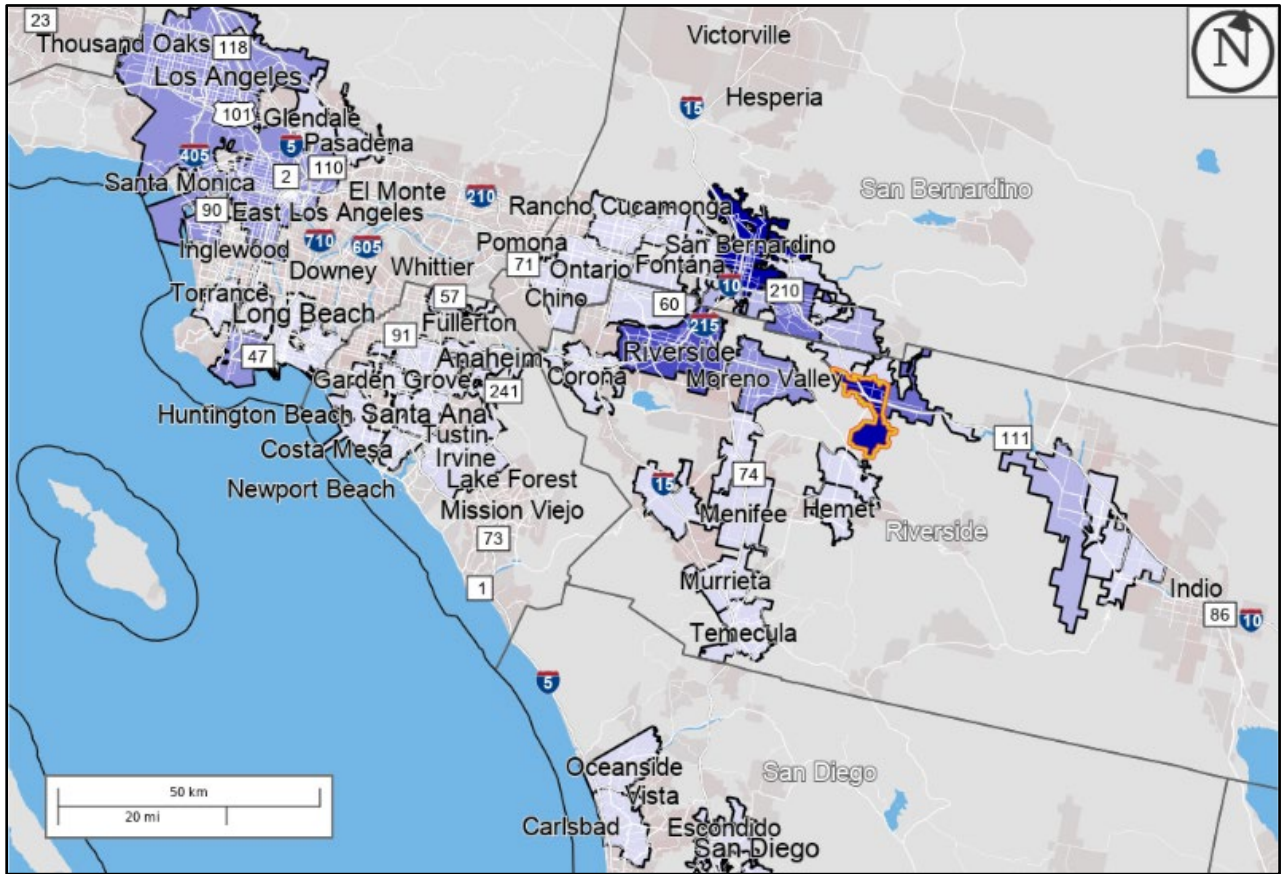 23
Thousand Oaks
118
Victorville
N
Los Angeles
15
Hesperia
101
Glendale
405
5
Pasadena
2
110
Santa Monica
El Monte
210
San Bernardino
90
East Los Angeles
Rancho Cucamonga
710
605
Pomona
San Bernardino
Inglewood
Downey
Whittier
71
Ontario
Fontana
10
210
Torrance
57
Chino
60
Long Beach
91
Fullerton
215
47
Anaheim
Riverside
Garden Grove
241
Corona
Moreno Valley
Huntington Beach
Santa Ana
111
Costa Mesa
Tustin
Irvine
74
Newport Beach
Lake Forest
15
Mission Viejo
Menifee
Hemet
Riverside
73
1
Murrieta
Indio
86
10
Temecula
5
Oceanside
San Diego
50 km
Vista
20 mi
Carlsbad
Escondido
San Diego